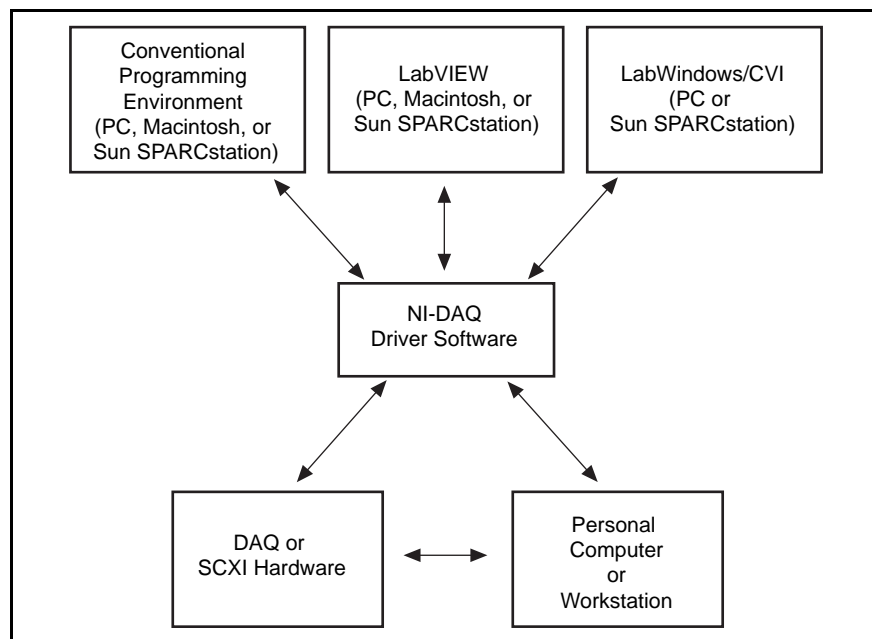 Conventional
Programming
Environment
(PC, Macintosh, or
Sun SPARCstation)
LabVIEW
(PC, Macintosh, or
Sun SPARCstation)
LabWindows/CVI
(PC or
Sun SPARCstation)
NI-DAQ
Driver Software
DAQ or
SCXI Hardware
Personal
Computer
or
Workstation